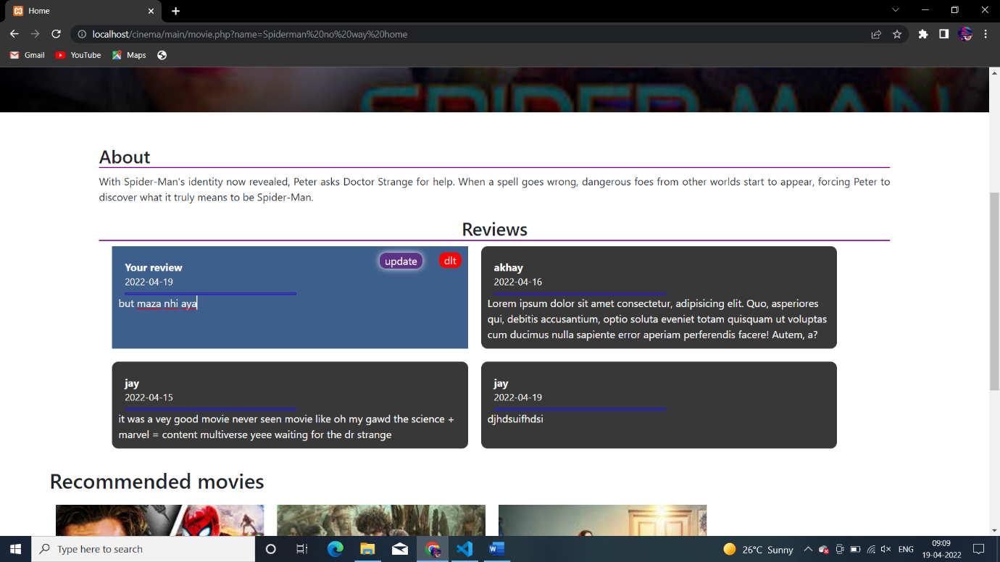 Home
localhost/cinema/main/movie.php?name=Spiderman%20no%20way%20home
Gmail YouTube Maps
SPIDER-MAN
About
With Spider-Man's identity now revealed, Peter asks Doctor Strange for help. When a spell goes wrong, dangerous foes from other worlds start to appear, forcing Peter to
discover what it truly means to be Spider-Man.
Reviews
update dlt
Your review
2022-04-19
but maza nhi aya
akhay
2022-04-16
Lorem ipsum dolor sit amet consectetur, adipisicing elit. Quo, asperiores
qui, debitis accusantium, optio soluta eveniet totam quisquam ut voluptas
cum ducimus nulla sapiente error aperiam perferendis facere! Autem, a?
jay
2022-04-15
it was a vey good movie never seen movie like oh my gawd the science +
marvel = content multiverse yeee waiting for the dr strange
jay
2022-04-19
djhdsuifhdsi
Recommended movies
Type here to search
26°C Sunny
ENG
09:09
19-04-2022